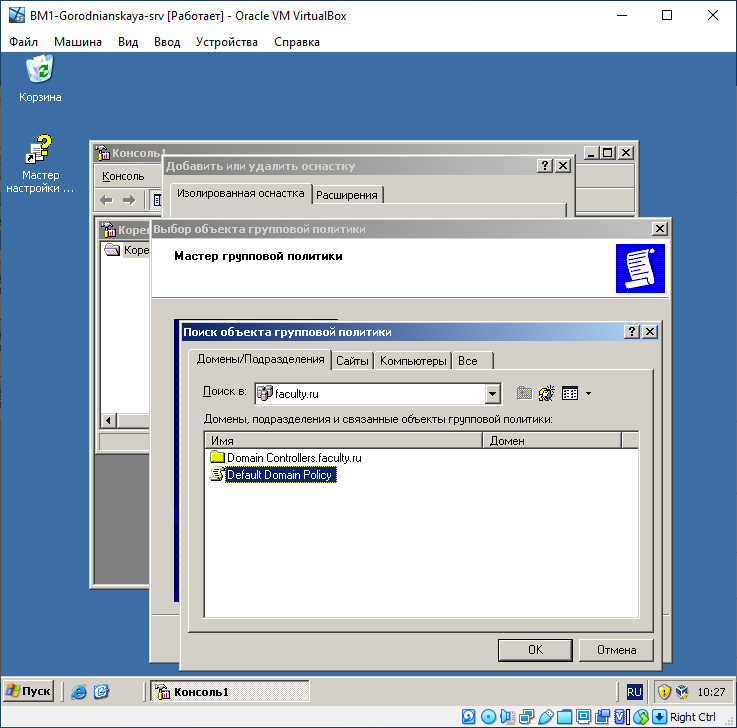 BM1-Gorodnianskaya-srv [Работает] - Oracle VM VirtualBox
Файл Машина Вид Ввод Устройства Справка
Корзина
Мастер
настройки ...
Консоль1
Консоль
Добавить или удалить оснастку
Изолированная оснастка Расширения
Коре
Коре
Выбор объекта групповой политики
Мастер групповой политики
Поиск объекта групповой политики
Домены/Подразделения Сайты Компьютеры Все
Поиск в: faculty.ru
Домены, подразделения и связанные объекты групповой политики:
Имя Домен
Domain Controllers.faculty.ru
Default Domain Policy
OK Отмена
Пуск Консоль1 RU 10:27
Right Ctrl